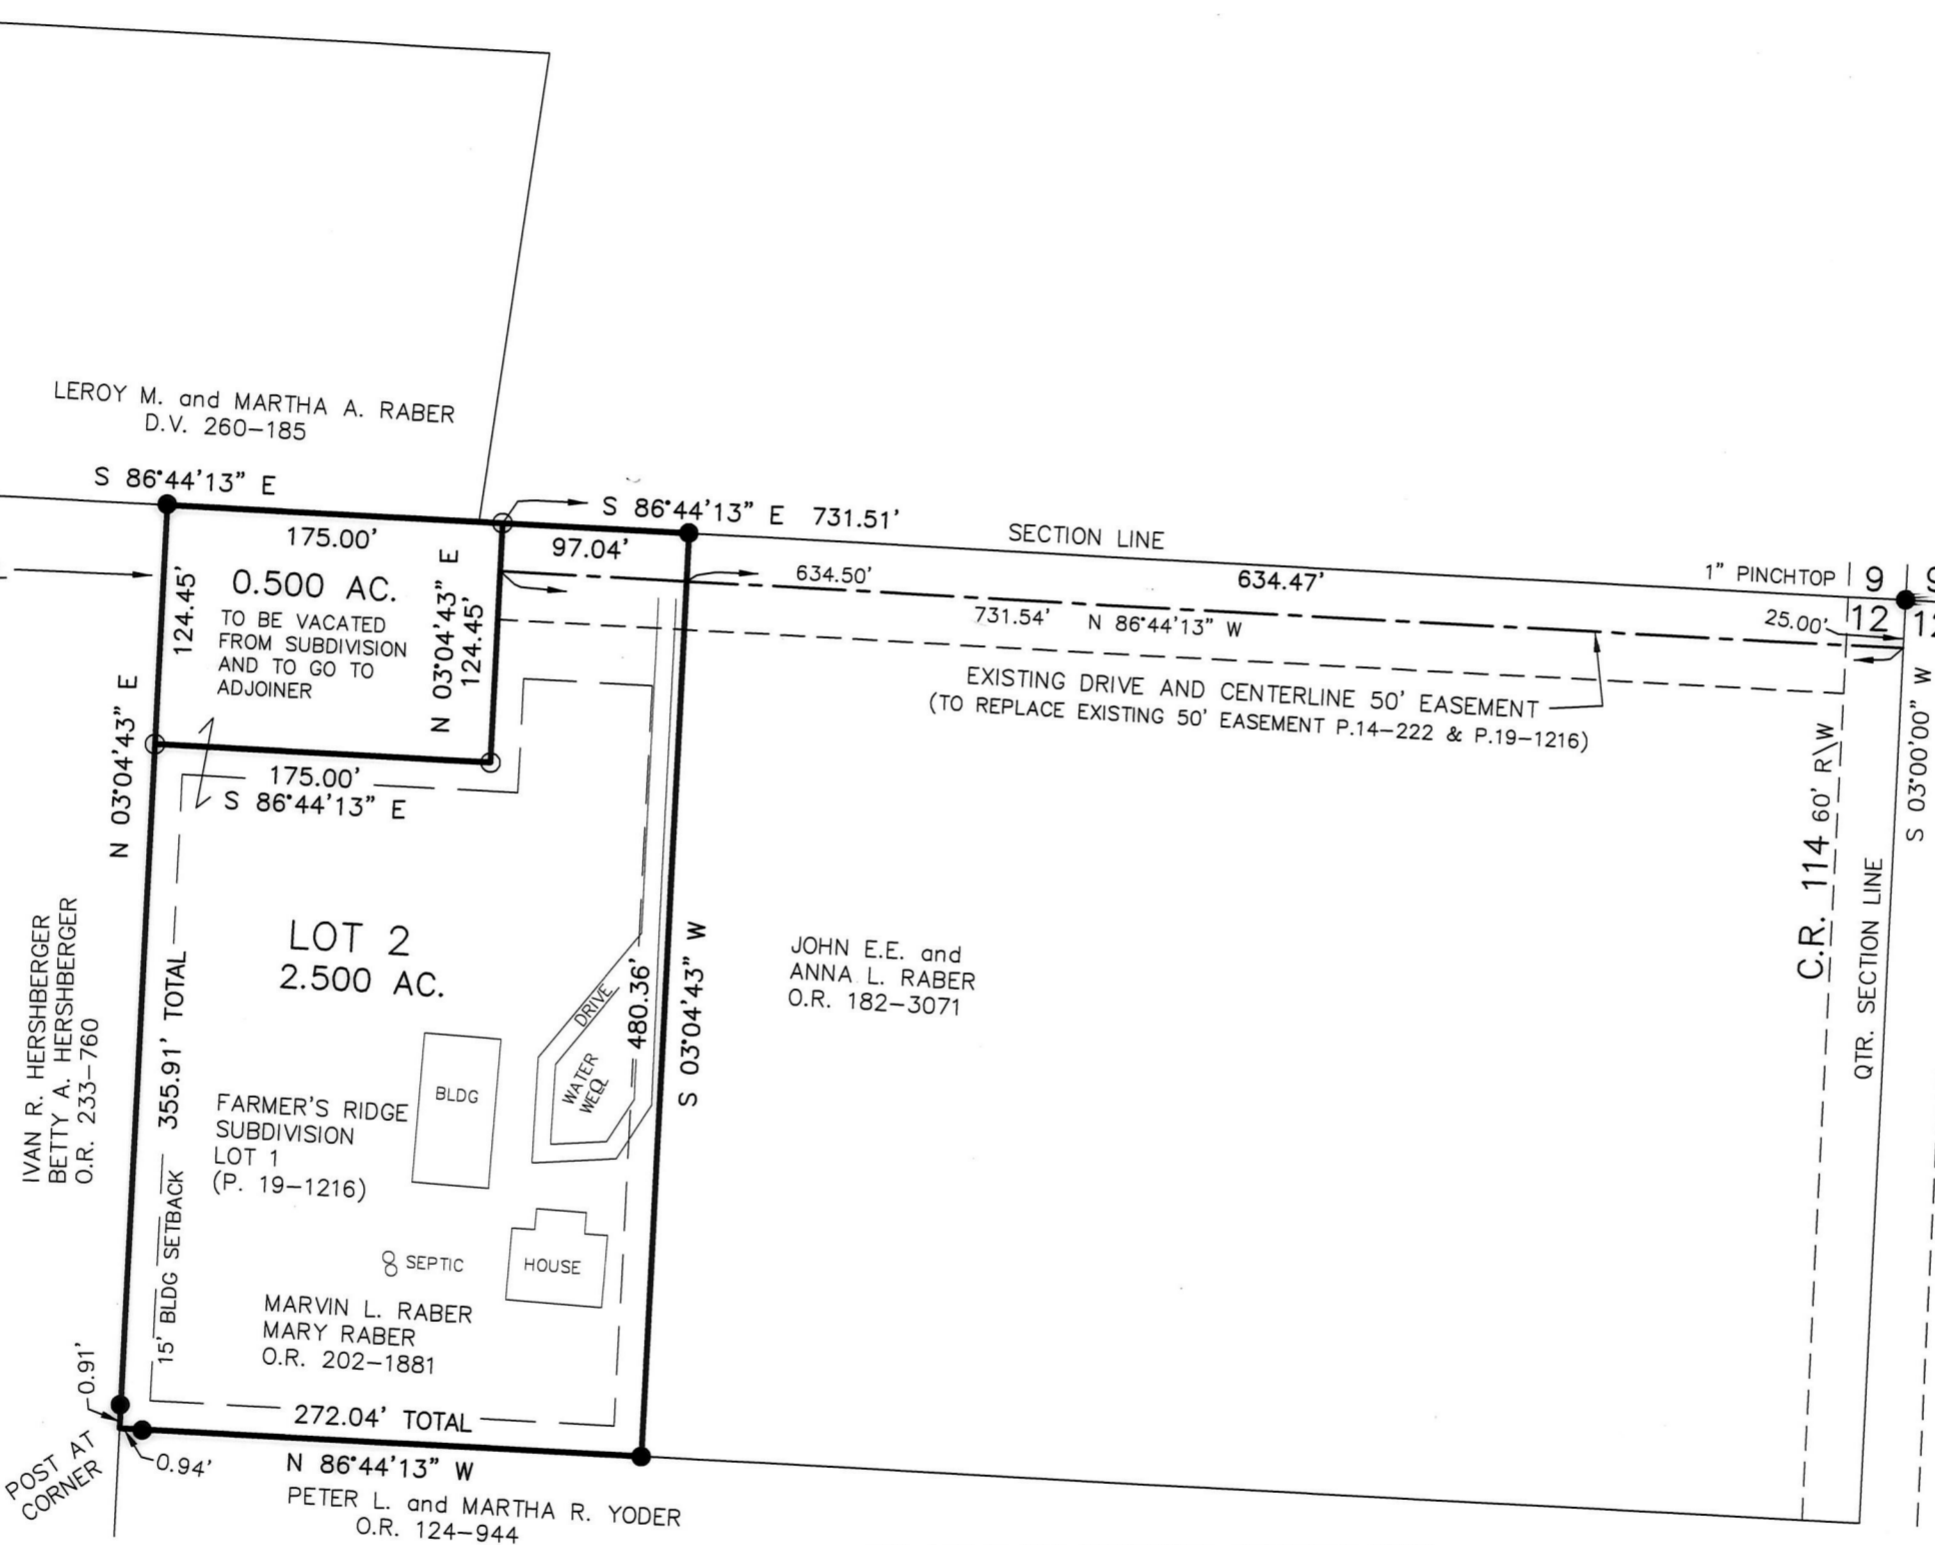 LEROY M. and MARTHA A. RABER
D.V. 260-185
S 86°44'13" E
S 86°44'13" E 731.51'
SECTION LINE
175.00'
97.04'
634.50'
634.47'
1" PINCHTOP
9
12
25.00'
731.54' N 86°44'13" W
124.45'
0.500 AC.
TO BE VACATED
FROM SUBDIVISION
AND TO GO TO
ADJOINER
N 03°04'43" E
124.45'
EXISTING DRIVE AND CENTERLINE 50' EASEMENT
(TO REPLACE EXISTING 50' EASEMENT P.14-222 & P.19-1216)
N 03°04'43" E
175.00'
S 86°44'13" E
S 03°00'00" W
C.R. 114 60' R\W
QTR. SECTION LINE
LOT 2
2.500 AC.
480.36'
S 03°04'43" W
JOHN E.E. and
ANNA L. RABER
O.R. 182-3071
IVAN R. HERSHBERGER
BETTY A. HERSHBERGER
O.R. 233-760
355.91' TOTAL
15' BLDG SETBACK
DRIVE
WATER
WELL
BLDG
FARMER'S RIDGE
SUBDIVISION
LOT 1
(P. 19-1216)
SEPTIC
HOUSE
MARVIN L. RABER
MARY RABER
O.R. 202-1881
0.91'
272.04' TOTAL
POST AT
CORNER
0.94'
N 86°44'13" W
PETER L. and MARTHA R. YODER
O.R. 124-944